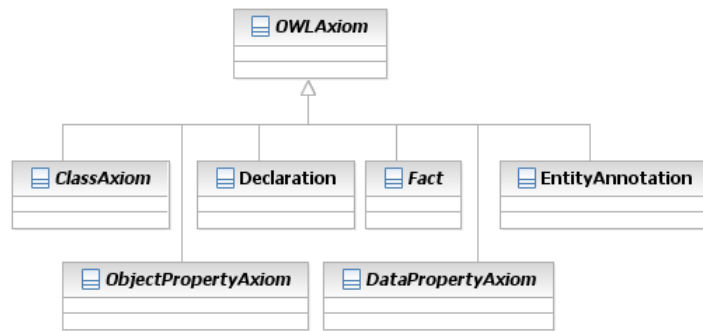 OWLAxiom
ClassAxiom
Declaration
Fact
EntityAnnotation
ObjectPropertyAxiom
DataPropertyAxiom